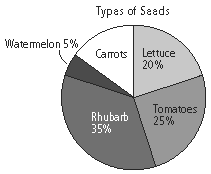 Types of Seeds
Watermelon 5%
Carrots
Lettuce
20%
Tomatoes
25%
Rhubarb
35%